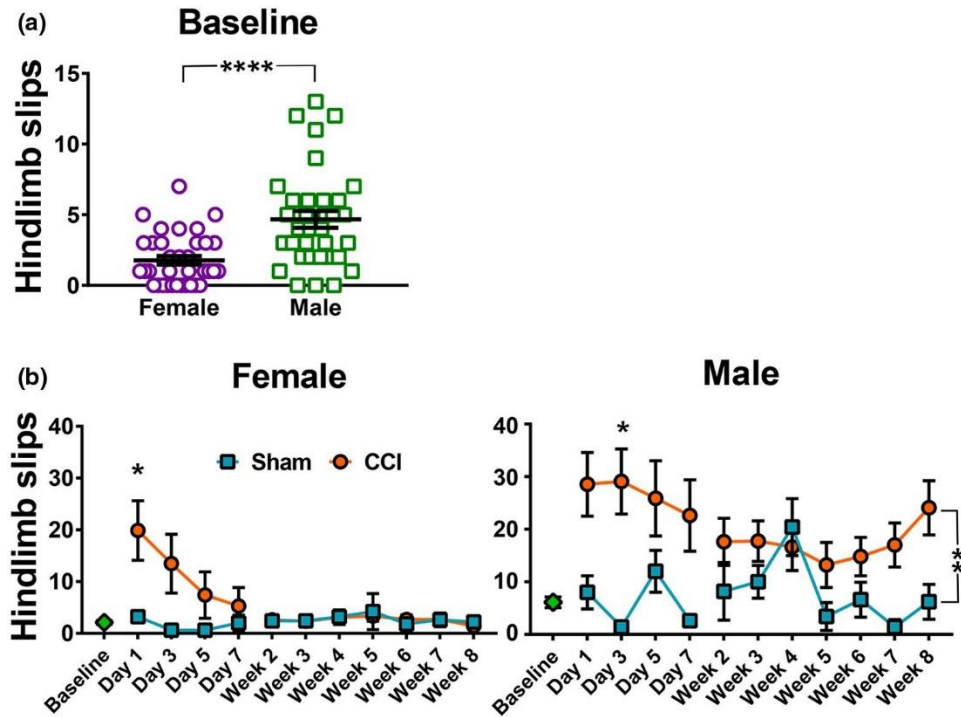 (a)
Baseline
****
Hindlimb slips
15
10
5
0
Female
Male
(b)
Female
Hindlimb slips
40
30
20
10
0
*
Sham
CCI
Baseline
Day 1
Day 3
Day 5
Day 7
Week 2
Week 3
Week 4
Week 5
Week 6
Week 7
Week 8
Male
40
30
20
10
0
*
**
Baseline
Day 1
Day 3
Day 5
Day 7
Week 2
Week 3
Week 4
Week 5
Week 6
Week 7
Week 8